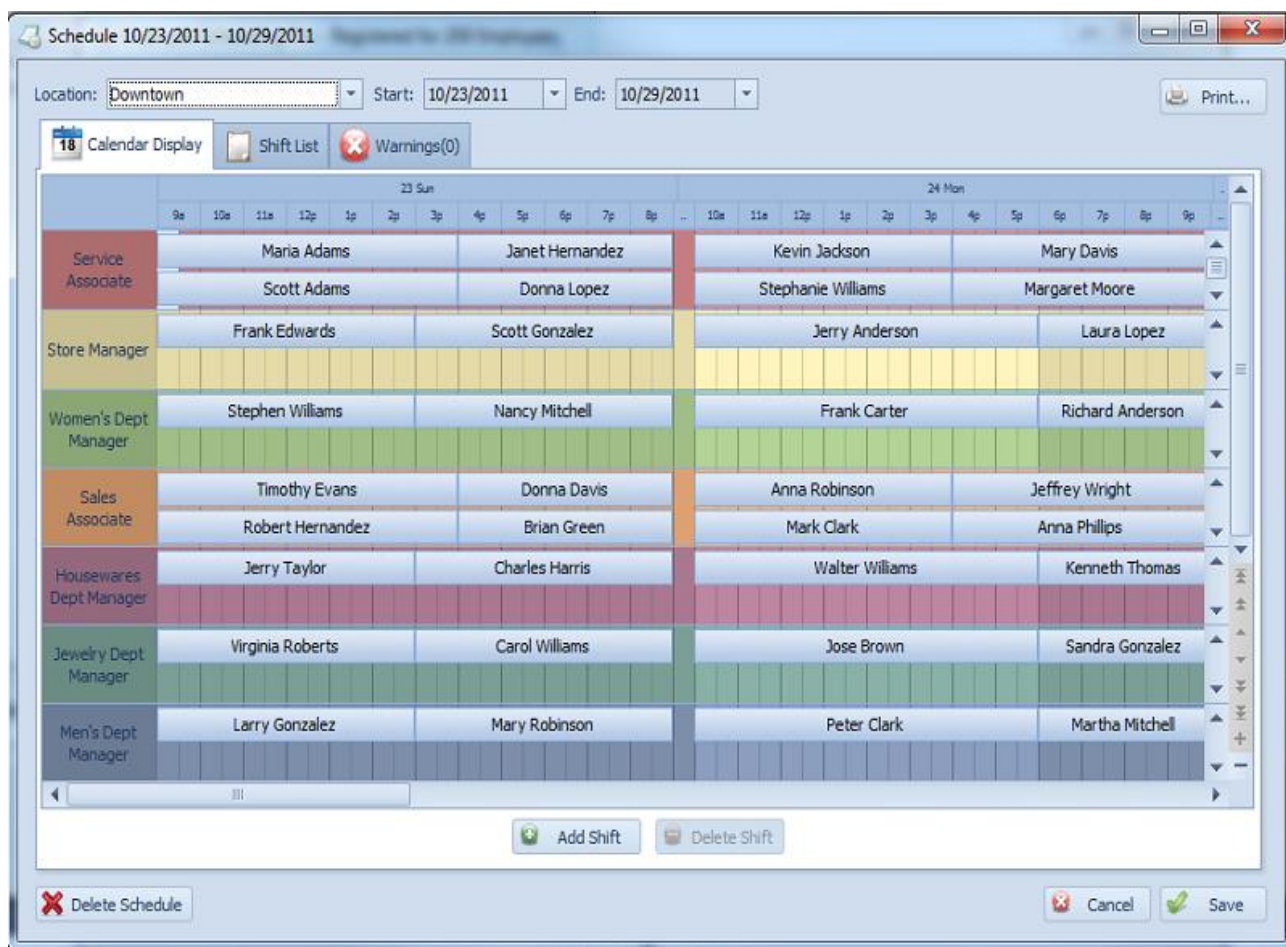 Schedule 10/23/2011 - 10/29/2011
Location: Downtown Start: 10/23/2011 End: 10/29/2011 Print...
18 Calendar Display Shift List Warnings(0)
23 Sun 24 Mon
9a 10a 11a 12p 1p 2p 3p 4p 5p 6p 7p 8p .. 10a 11a 12p 1p 2p 3p 4p 5p 6p 7p 8p 9p
Service Associate
Maria Adams Janet Hernandez Kevin Jackson Mary Davis
Scott Adams Donna Lopez Stephanie Williams Margaret Moore
Store Manager
Frank Edwards Scott Gonzalez Jerry Anderson Laura Lopez
Women's Dept
Manager
Stephen Williams Nancy Mitchell Frank Carter Richard Anderson
Sales
Associate
Timothy Evans Donna Davis Anna Robinson Jeffrey Wright
Robert Hernandez Brian Green Mark Clark Anna Phillips
Housewares
Dept Manager
Jerry Taylor Charles Harris Walter Williams Kenneth Thomas
Jewelry Dept
Manager
Virginia Roberts Carol Williams Jose Brown Sandra Gonzalez
Men's Dept
Manager
Larry Gonzalez Mary Robinson Peter Clark Martha Mitchell
Add Shift Delete Shift
Delete Schedule Cancel Save